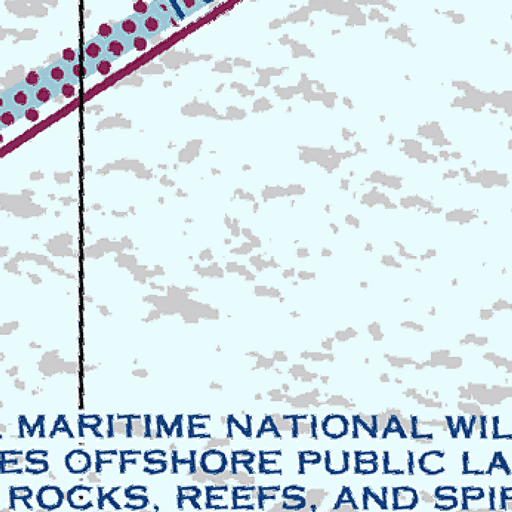 MARITIME NATIONAL WIL
ES OFFSHORE PUBLIC LA
ROCKS, REEFS, AND SPIR